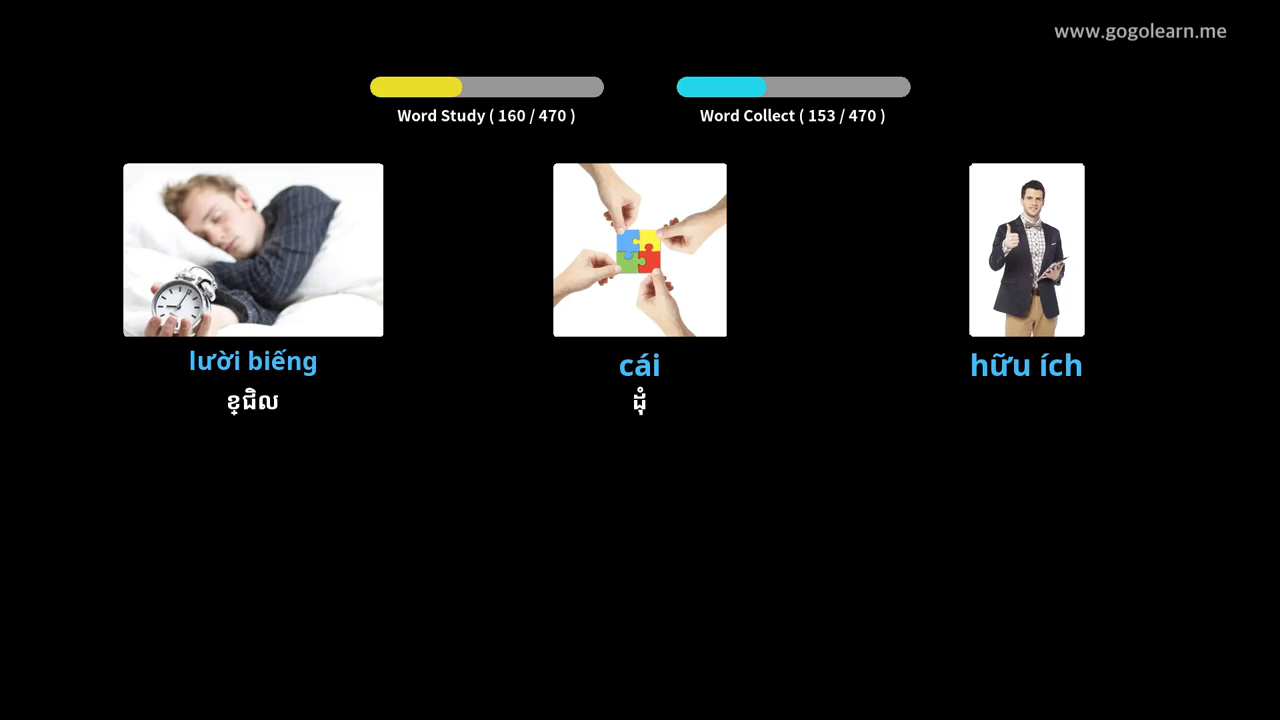 www.gogolearn.me
Word Study ( 160 / 470 )
Word Collect ( 153 / 470 )
lười biếng
ខ្ជិល
cái
ដុំ
hữu ích